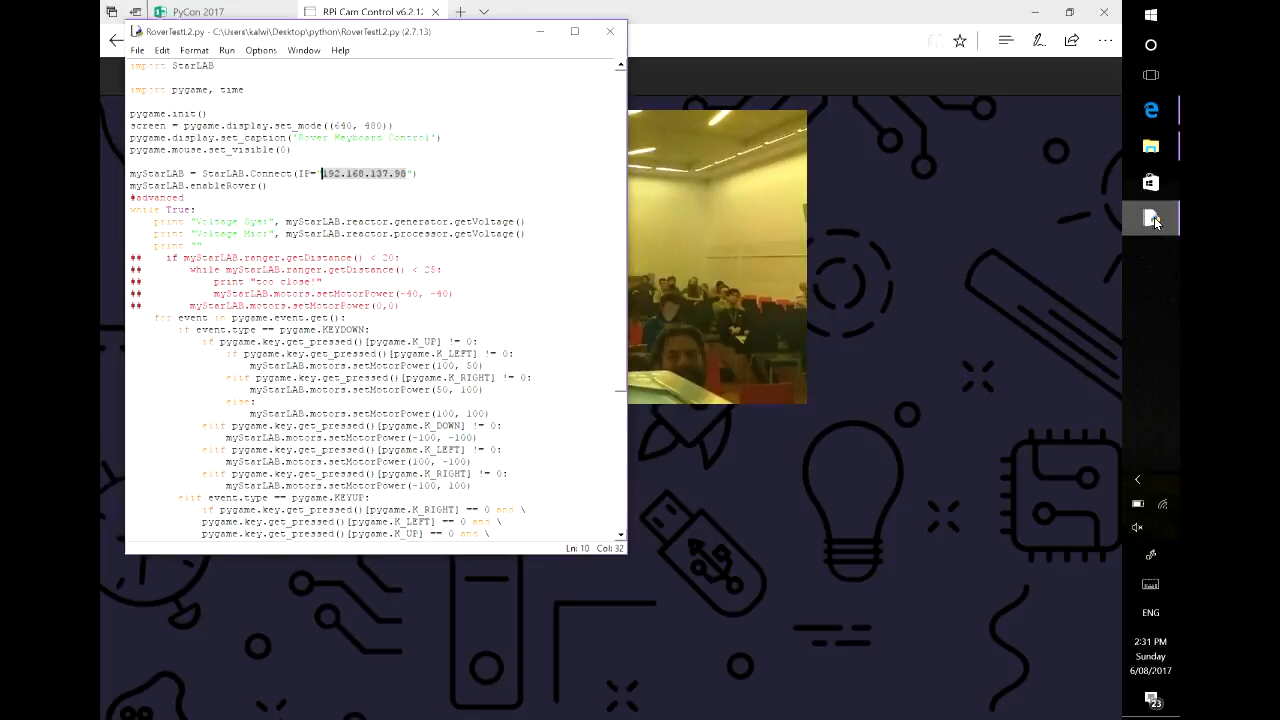 PyCon 2017
RPi Cam Control v6.2.12
RoverTestL2.py - C:\Users\kalwi\Desktop\python\RoverTestL2.py (2.7.13)
File Edit Format Run Options Window Help
import StarLAB
import pygame, time
pygame.init()
screen = pygame.display.set_mode((640, 480))
pygame.display.set_caption('Rover Keyboard Control')
pygame.mouse.set_visible(0)
myStarLAB = StarLAB.Connect(IP="192.168.137.98")
myStarLAB.enableRover()
#advanced
while True:
    print "Voltage Sys:", myStarLAB.reactor.generator.getVoltage()
    print "Voltage Mic:", myStarLAB.reactor.processor.getVoltage()
    print ""
##    if myStarLAB.ranger.getDistance() < 20:
##        while myStarLAB.ranger.getDistance() < 25:
##            print "too close!"
##            myStarLAB.motors.setMotorPower(-40, -40)
##        myStarLAB.motors.setMotorPower(0,0)
    for event in pygame.event.get():
        if event.type == pygame.KEYDOWN:
            if pygame.key.get_pressed()[pygame.K_UP] != 0:
                if pygame.key.get_pressed()[pygame.K_LEFT] != 0:
                    myStarLAB.motors.setMotorPower(100, 50)
                elif pygame.key.get_pressed()[pygame.K_RIGHT] != 0:
                    myStarLAB.motors.setMotorPower(50, 100)
                else:
                    myStarLAB.motors.setMotorPower(100, 100)
            elif pygame.key.get_pressed()[pygame.K_DOWN] != 0:
                myStarLAB.motors.setMotorPower(-100, -100)
            elif pygame.key.get_pressed()[pygame.K_LEFT] != 0:
                myStarLAB.motors.setMotorPower(100, -100)
            elif pygame.key.get_pressed()[pygame.K_RIGHT] != 0:
                myStarLAB.motors.setMotorPower(-100, 100)
        elif event.type == pygame.KEYUP:
            if pygame.key.get_pressed()[pygame.K_RIGHT] == 0 and \
            pygame.key.get_pressed()[pygame.K_LEFT] == 0 and \
            pygame.key.get_pressed()[pygame.K_UP] == 0 and \
Ln: 10 Col: 32
ENG
2:31 PM
Sunday
6/08/2017
23